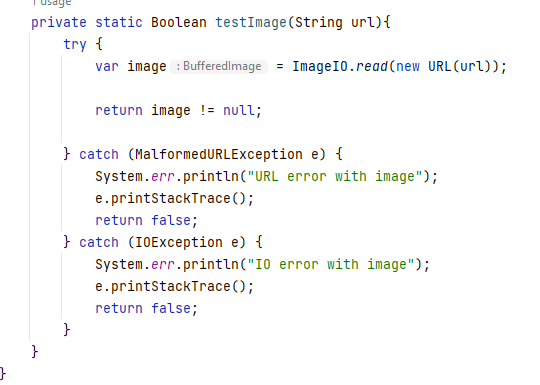 1 usage
private static Boolean testImage(String url){
try {
var image : BufferedImage = ImageIO.read(new URL(url));
return image != null;
} catch (MalformedURLException e) {
System.err.println("URL error with image");
e.printStackTrace();
return false;
} catch (IOException e) {
System.err.println("IO error with image");
e.printStackTrace();
return false;
}
}
}